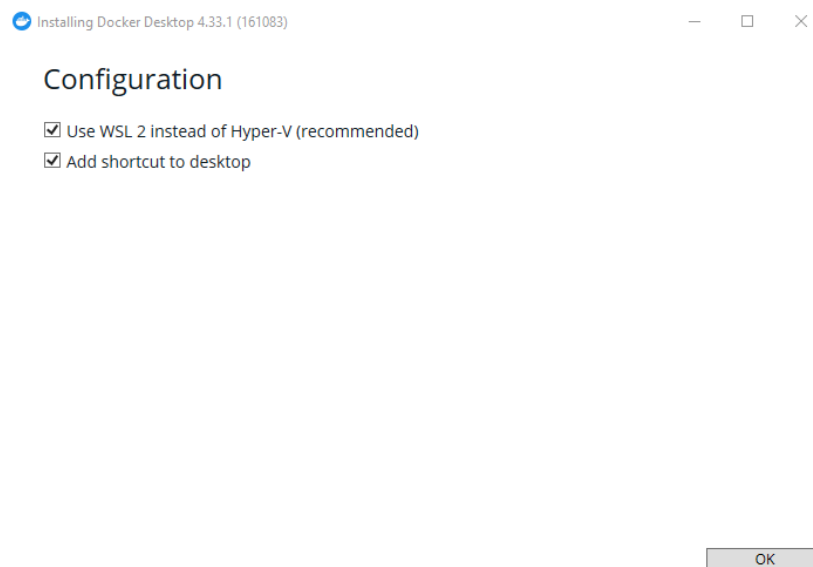 Installing Docker Desktop 4.33.1 (161083)
Configuration
Use WSL 2 instead of Hyper-V (recommended)
Add shortcut to desktop
OK